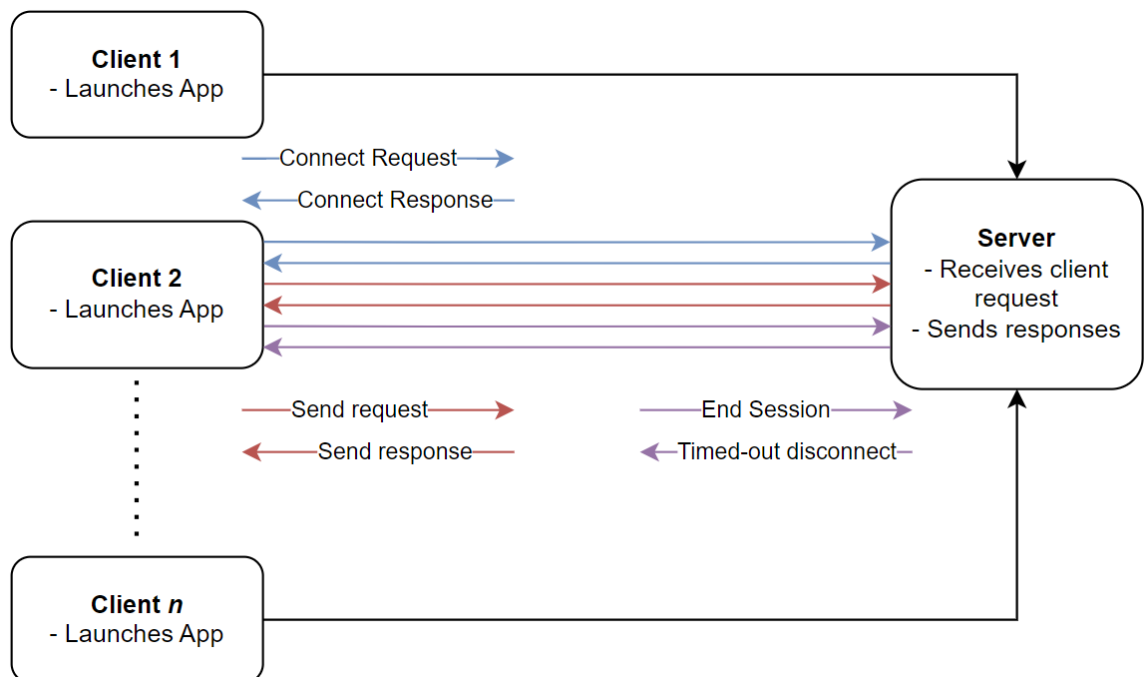 Client 1
- Launches App
Connect Request
Connect Response
Client 2
- Launches App
Server
- Receives client
request
- Sends responses
Send request
End Session
Send response
Timed-out disconnect
Client n
- Launches App